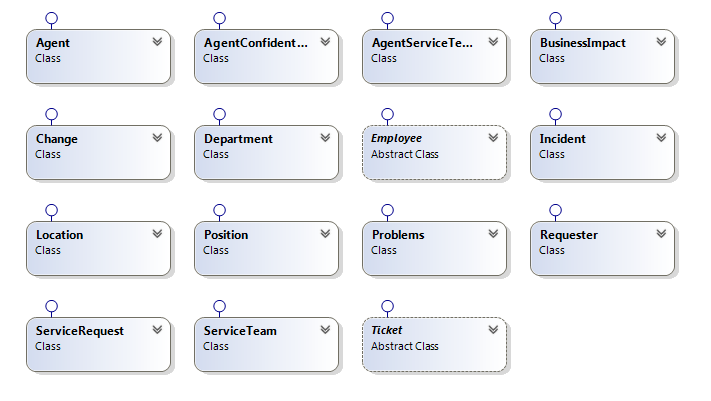 Agent
Class
AgentConfident...
Class
AgentServiceTe...
Class
BusinessImpact
Class
Change
Class
Department
Class
Employee
Abstract Class
Incident
Class
Location
Class
Position
Class
Problems
Class
Requester
Class
ServiceRequest
Class
ServiceTeam
Class
Ticket
Abstract Class